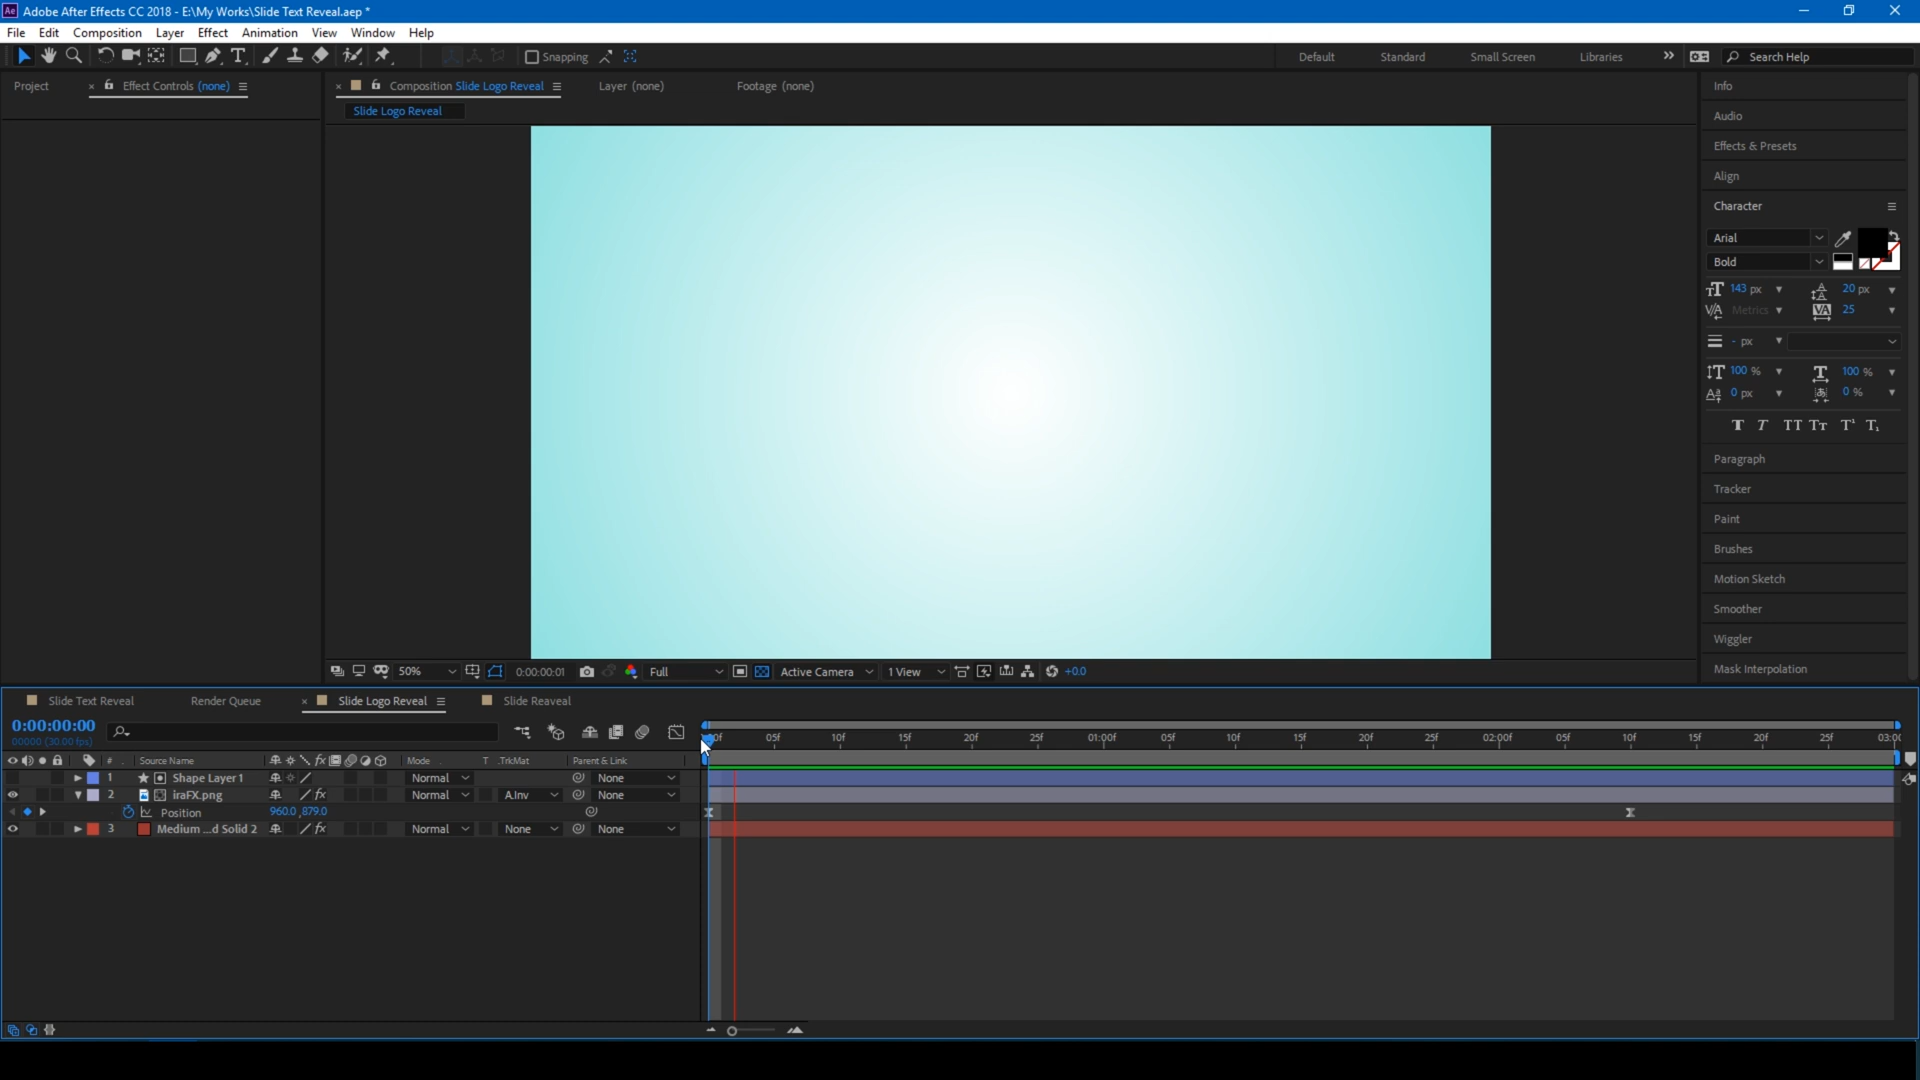 Adobe After Effects CC 2018 - E:\My Works\Slide Text Reveal.aep *
File Edit Composition Layer Effect Animation View Window Help
Snapping Default Standard Small Screen Libraries Search Help
Project Effect Controls (none) Composition Slide Logo Reveal Layer (none) Footage (none) Info
Slide Logo Reveal
Audio
Effects & Presets
Align
Character
Arial
Bold
143 px 20 px
Metrics 25
- px
100 % 100 %
0 px 0 %
Paragraph
Tracker
Paint
Brushes
Motion Sketch
Smoother
Wiggler
Mask Interpolation
50% 0:00:00:01 Full Active Camera 1 View +0.0
Slide Text Reveal Render Queue Slide Logo Reveal Slide Reaveal
0:00:00:00
00000 (30.00 fps)
05f 10f 15f 20f 25f 01:00f 05f 10f 15f 20f 25f 02:00f 05f 10f 15f 20f 25f
# Source Name Mode T .TrkMat Parent & Link
1 Shape Layer 1 Normal None
2 iraFX.png Normal A.Inv None
Position 960.0 ,879.0
3 Medium ...d Solid 2 Normal None None